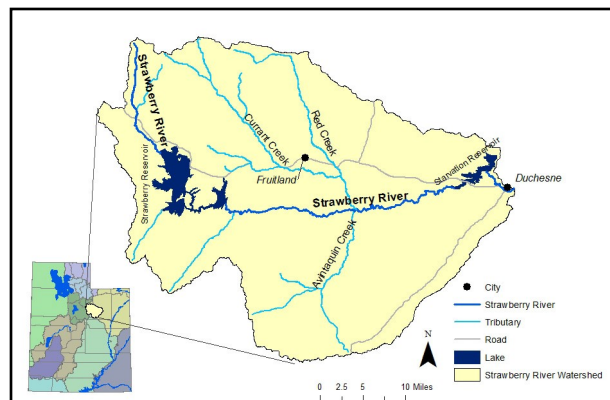 Strawberry River
Currant Creek
Red Creek
Strawberry Reservoir
Fruitland
Starvation Reservoir
Duchesne
Strawberry River
Avintaquin Creek
City
Strawberry River
Tributary
Road
Lake
Strawberry River Watershed
N
0 2.5 5 10 Miles